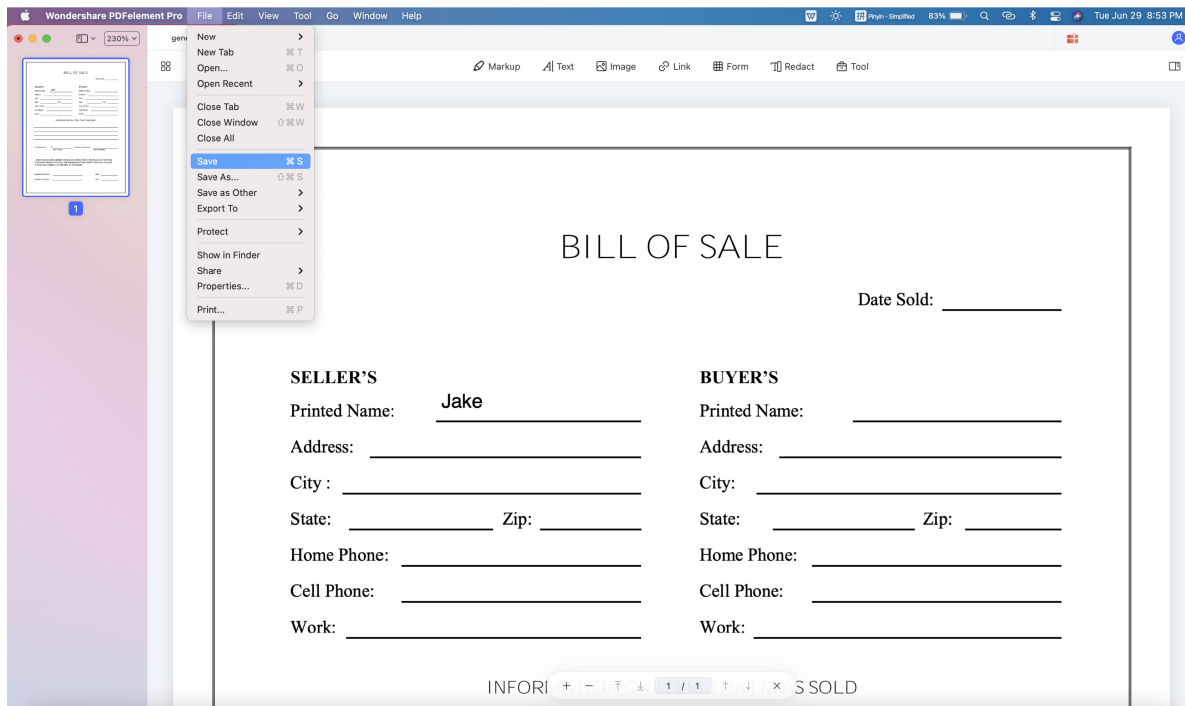 Wondershare PDFelement Pro File Edit View Tool Go Window Help Pinyin - Simplified 83% Tue Jun 29 8:53 PM
230%
New
New Tab ⌘ T
Open... ⌘ O
Open Recent
Close Tab ⌘ W
Close Window ⇧ ⌘ W
Close All
Save ⌘ S
Save As... ⇧ ⌘ S
Save as Other
Export To
Protect
Show in Finder
Share
Properties... ⌘ D
Print... ⌘ P
Markup Text Image Link Form Redact Tool
1
BILL OF SALE
Date Sold:
SELLER'S
Printed Name: Jake
Address:
City :
State: Zip:
Home Phone:
Cell Phone:
Work:
BUYER'S
Printed Name:
Address:
City:
State: Zip:
Home Phone:
Cell Phone:
Work:
SOLD
1 / 1